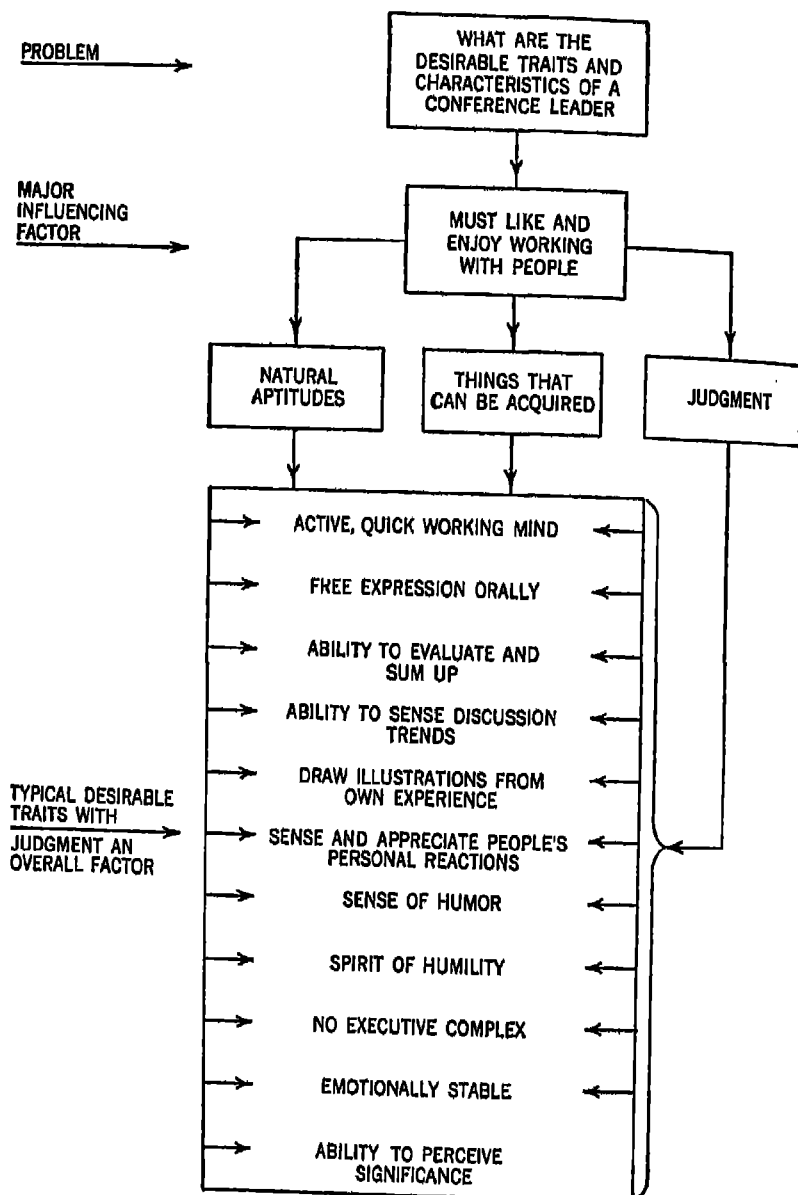 PROBLEM
WHAT ARE THE
DESIRABLE TRAITS AND
CHARACTERISTICS OF A
CONFERENCE LEADER
MAJOR
INFLUENCING
FACTOR
MUST LIKE AND
ENJOY WORKING
WITH PEOPLE
NATURAL
APTITUDES
THINGS THAT
CAN BE ACQUIRED
JUDGMENT
ACTIVE, QUICK WORKING MIND
FREE EXPRESSION ORALLY
ABILITY TO EVALUATE AND
SUM UP
ABILITY TO SENSE DISCUSSION
TRENDS
DRAW ILLUSTRATIONS FROM
OWN EXPERIENCE
TYPICAL DESIRABLE
TRAITS WITH
JUDGMENT AN
OVERALL FACTOR
SENSE AND APPRECIATE PEOPLE'S
PERSONAL REACTIONS
SENSE OF HUMOR
SPIRIT OF HUMILITY
NO EXECUTIVE COMPLEX
EMOTIONALLY STABLE
ABILITY TO PERCEIVE
SIGNIFICANCE